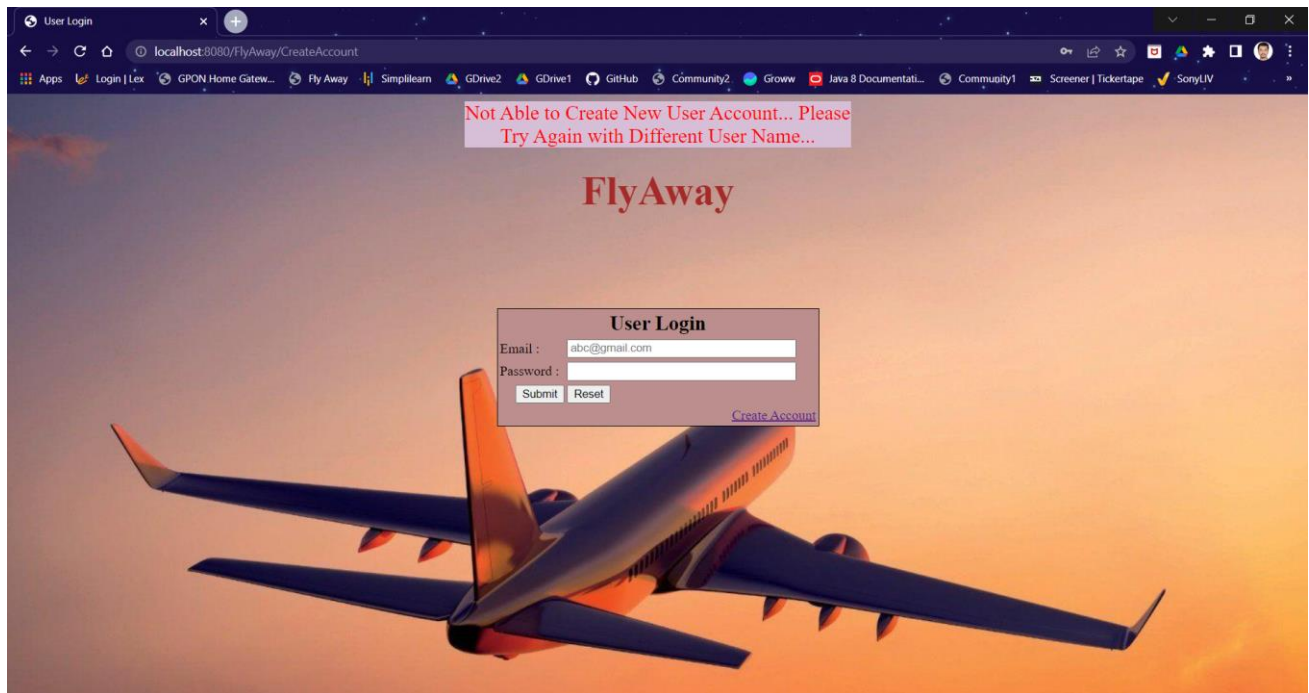 User Login
localhost:8080/FlyAway/CreateAccount
Apps Login | Lex GPON Home Gatew... Fly Away Simplilearn GDrive2 GDrive1 GitHub Community2 Groww Java 8 Documentati... Community1 Screener | Tickertape SonyLIV »
Not Able to Create New User Account... Please
Try Again with Different User Name...
FlyAway
User Login
Email : abc@gmail.com
Password :
Submit Reset
Create Account